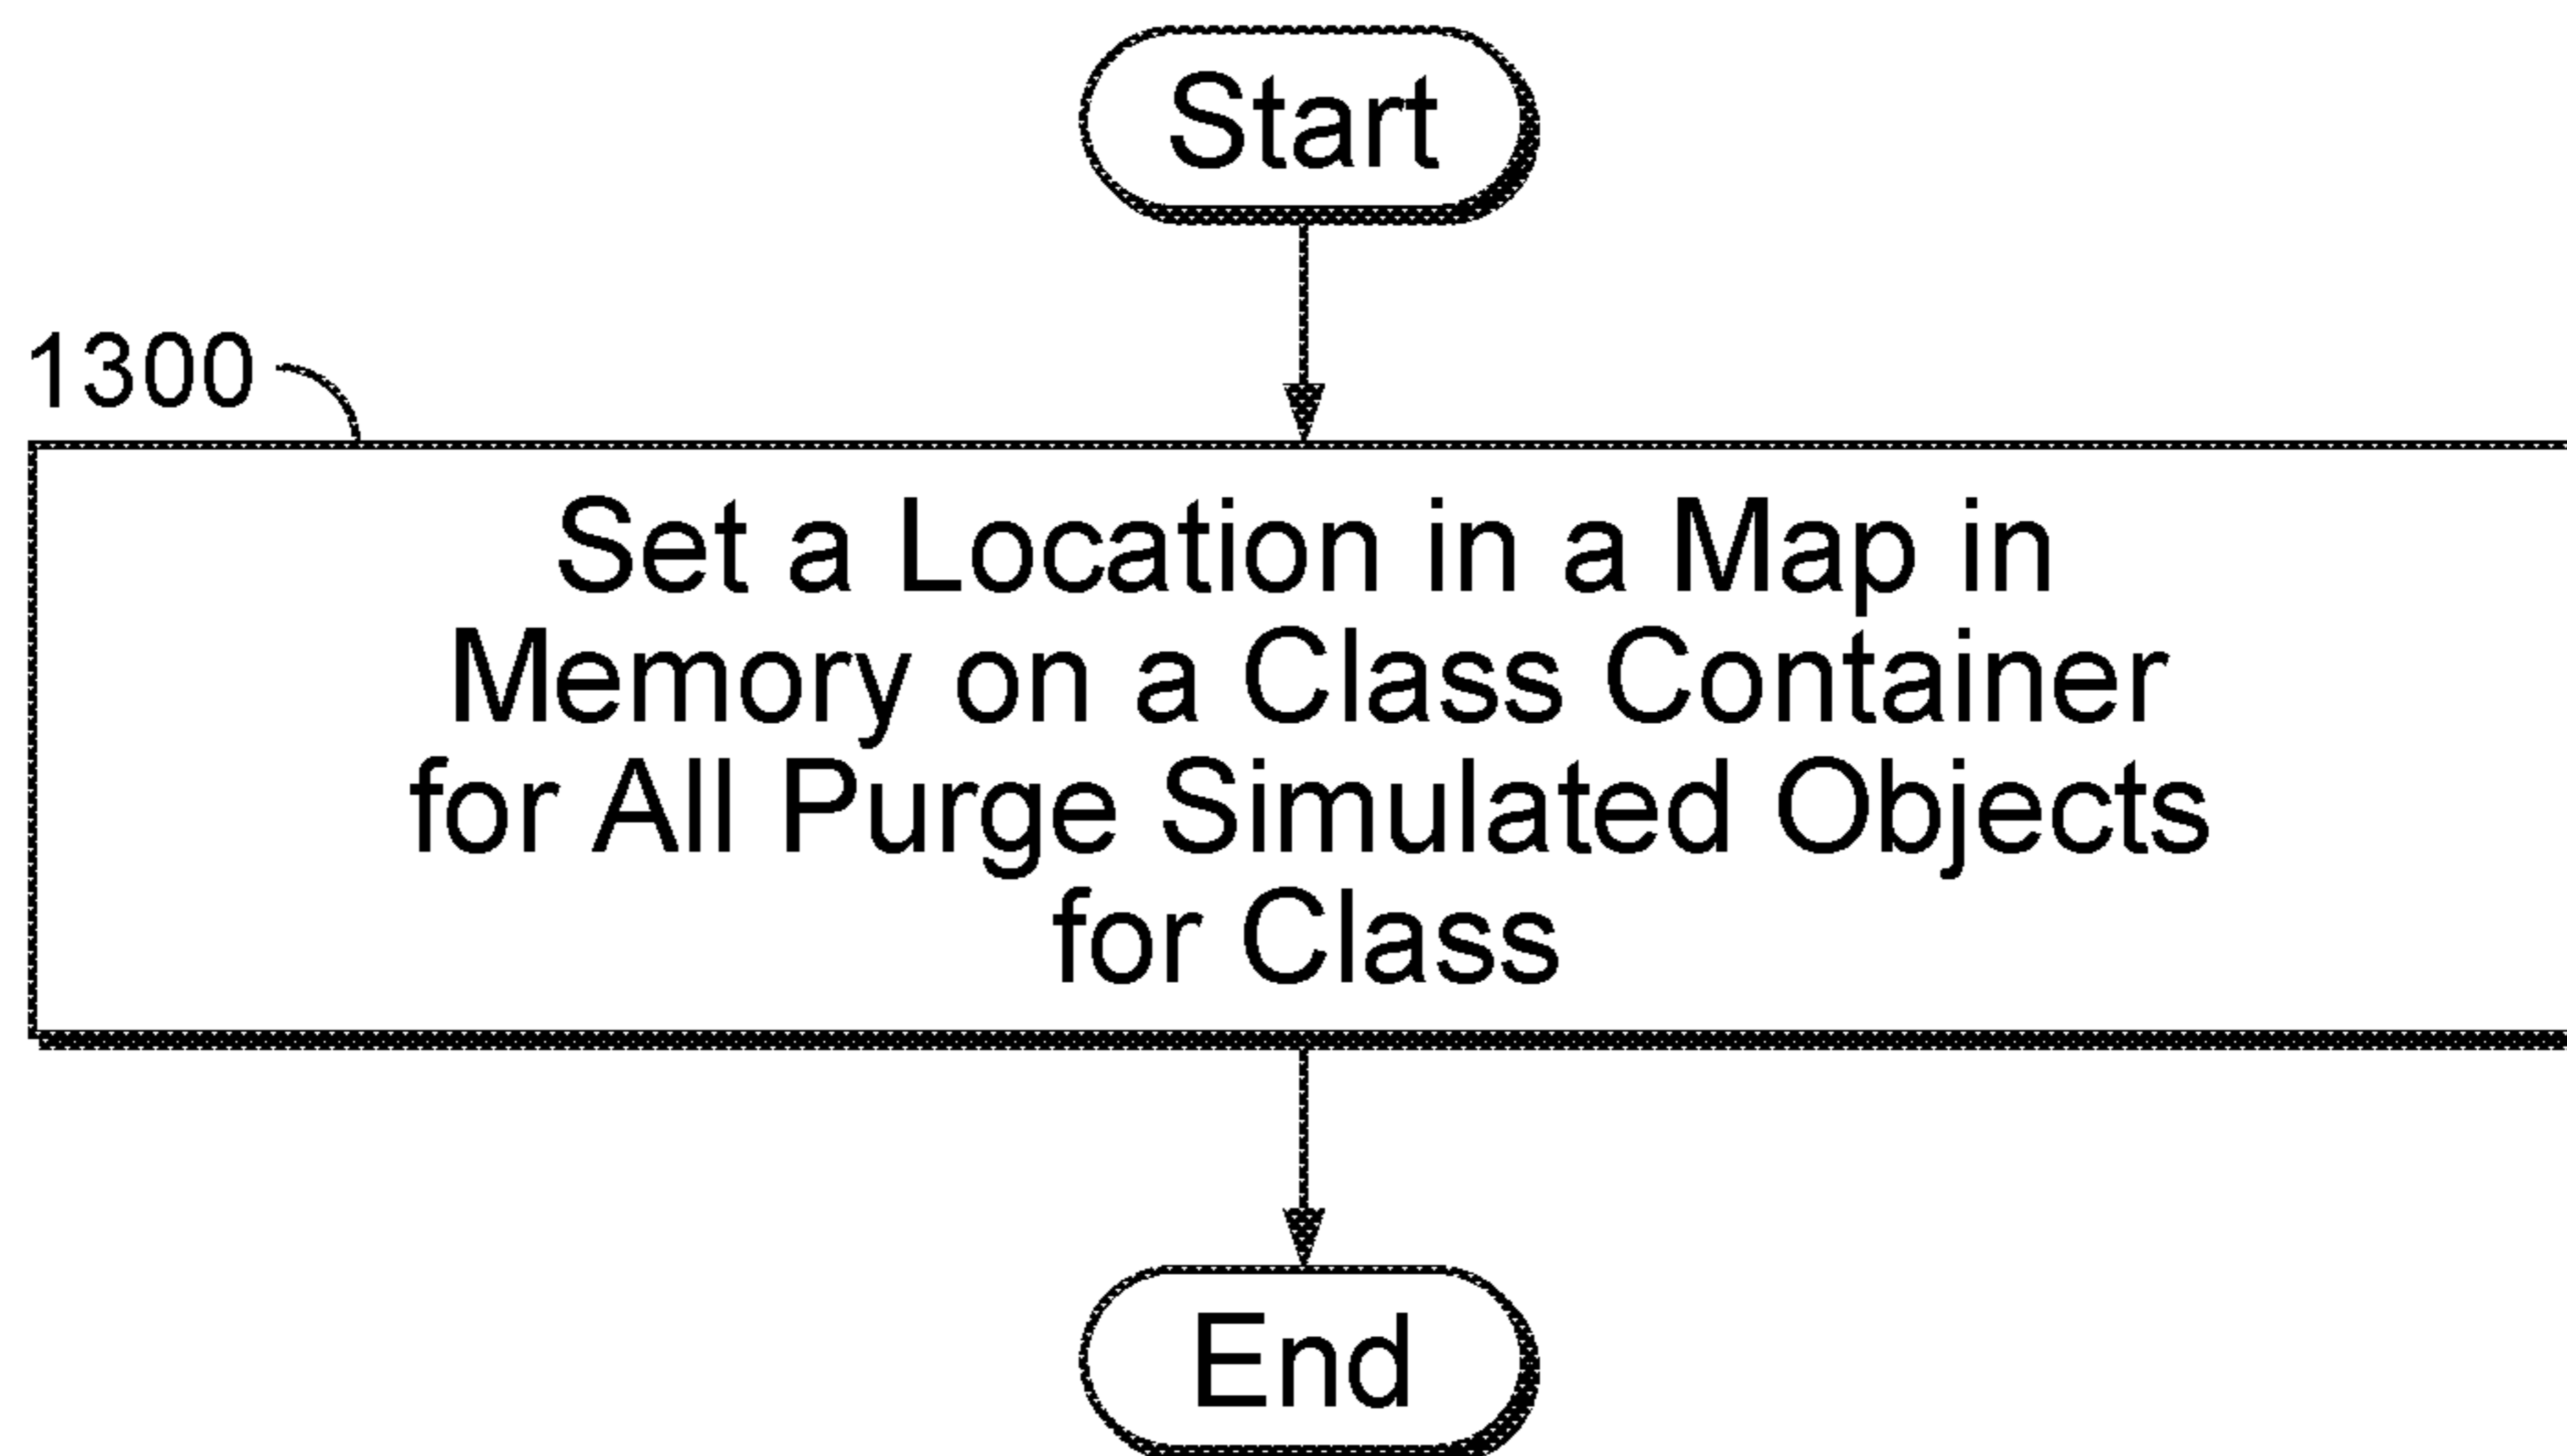 Start
1300
Set a Location in a Map in
Memory on a Class Container
for All Purge Simulated Objects
for Class
End